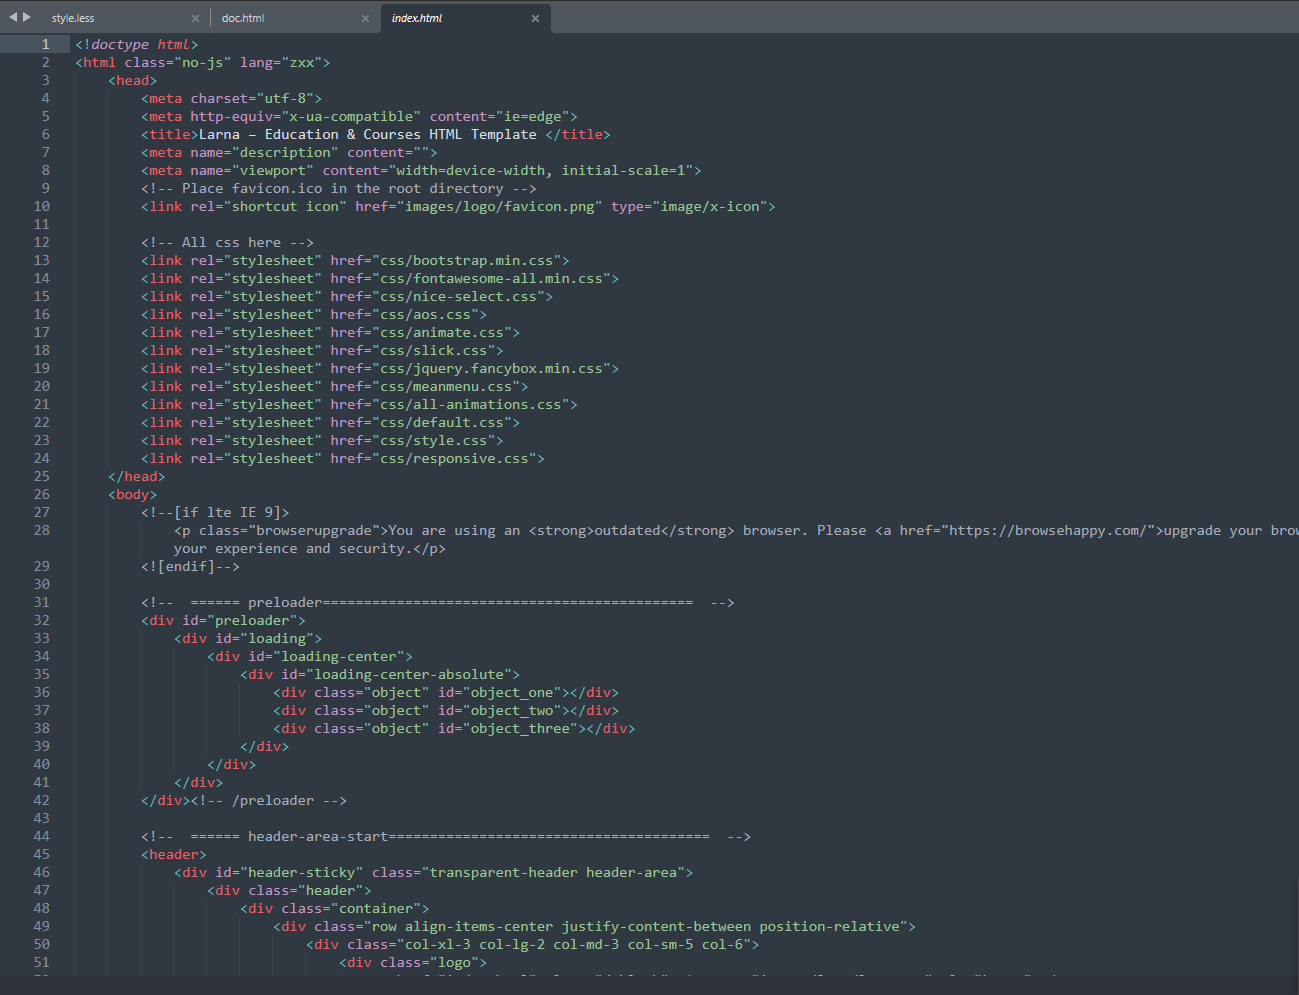 style.less × doc.html × index.html ×
1 <!doctype html>
2 <html class="no-js" lang="zxx">
3 <head>
4 <meta charset="utf-8">
5 <meta http-equiv="x-ua-compatible" content="ie=edge">
6 <title>Larna – Education & Courses HTML Template </title>
7 <meta name="description" content="">
8 <meta name="viewport" content="width=device-width, initial-scale=1">
9 <!-- Place favicon.ico in the root directory -->
10 <link rel="shortcut icon" href="images/logo/favicon.png" type="image/x-icon">
11
12 <!-- All css here -->
13 <link rel="stylesheet" href="css/bootstrap.min.css">
14 <link rel="stylesheet" href="css/fontawesome-all.min.css">
15 <link rel="stylesheet" href="css/nice-select.css">
16 <link rel="stylesheet" href="css/aos.css">
17 <link rel="stylesheet" href="css/animate.css">
18 <link rel="stylesheet" href="css/slick.css">
19 <link rel="stylesheet" href="css/jquery.fancybox.min.css">
20 <link rel="stylesheet" href="css/meanmenu.css">
21 <link rel="stylesheet" href="css/all-animations.css">
22 <link rel="stylesheet" href="css/default.css">
23 <link rel="stylesheet" href="css/style.css">
24 <link rel="stylesheet" href="css/responsive.css">
25 </head>
26 <body>
27 <!--[if lte IE 9]>
28 <p class="browserupgrade">You are using an <strong>outdated</strong> browser. Please <a href="https://browsehappy.com/">upgrade your
your experience and security.</p>
29 <![endif]-->
30
31 <!--  ====== preloader=============================================  -->
32 <div id="preloader">
33 <div id="loading">
34 <div id="loading-center">
35 <div id="loading-center-absolute">
36 <div class="object" id="object_one"></div>
37 <div class="object" id="object_two"></div>
38 <div class="object" id="object_three"></div>
39 </div>
40 </div>
41 </div>
42 </div><!-- /preloader -->
43
44 <!--  ====== header-area-start=======================================  -->
45 <header>
46 <div id="header-sticky" class="transparent-header header-area">
47 <div class="header">
48 <div class="container">
49 <div class="row align-items-center justify-content-between position-relative">
50 <div class="col-xl-3 col-lg-2 col-md-3 col-sm-5 col-6">
51 <div class="logo">